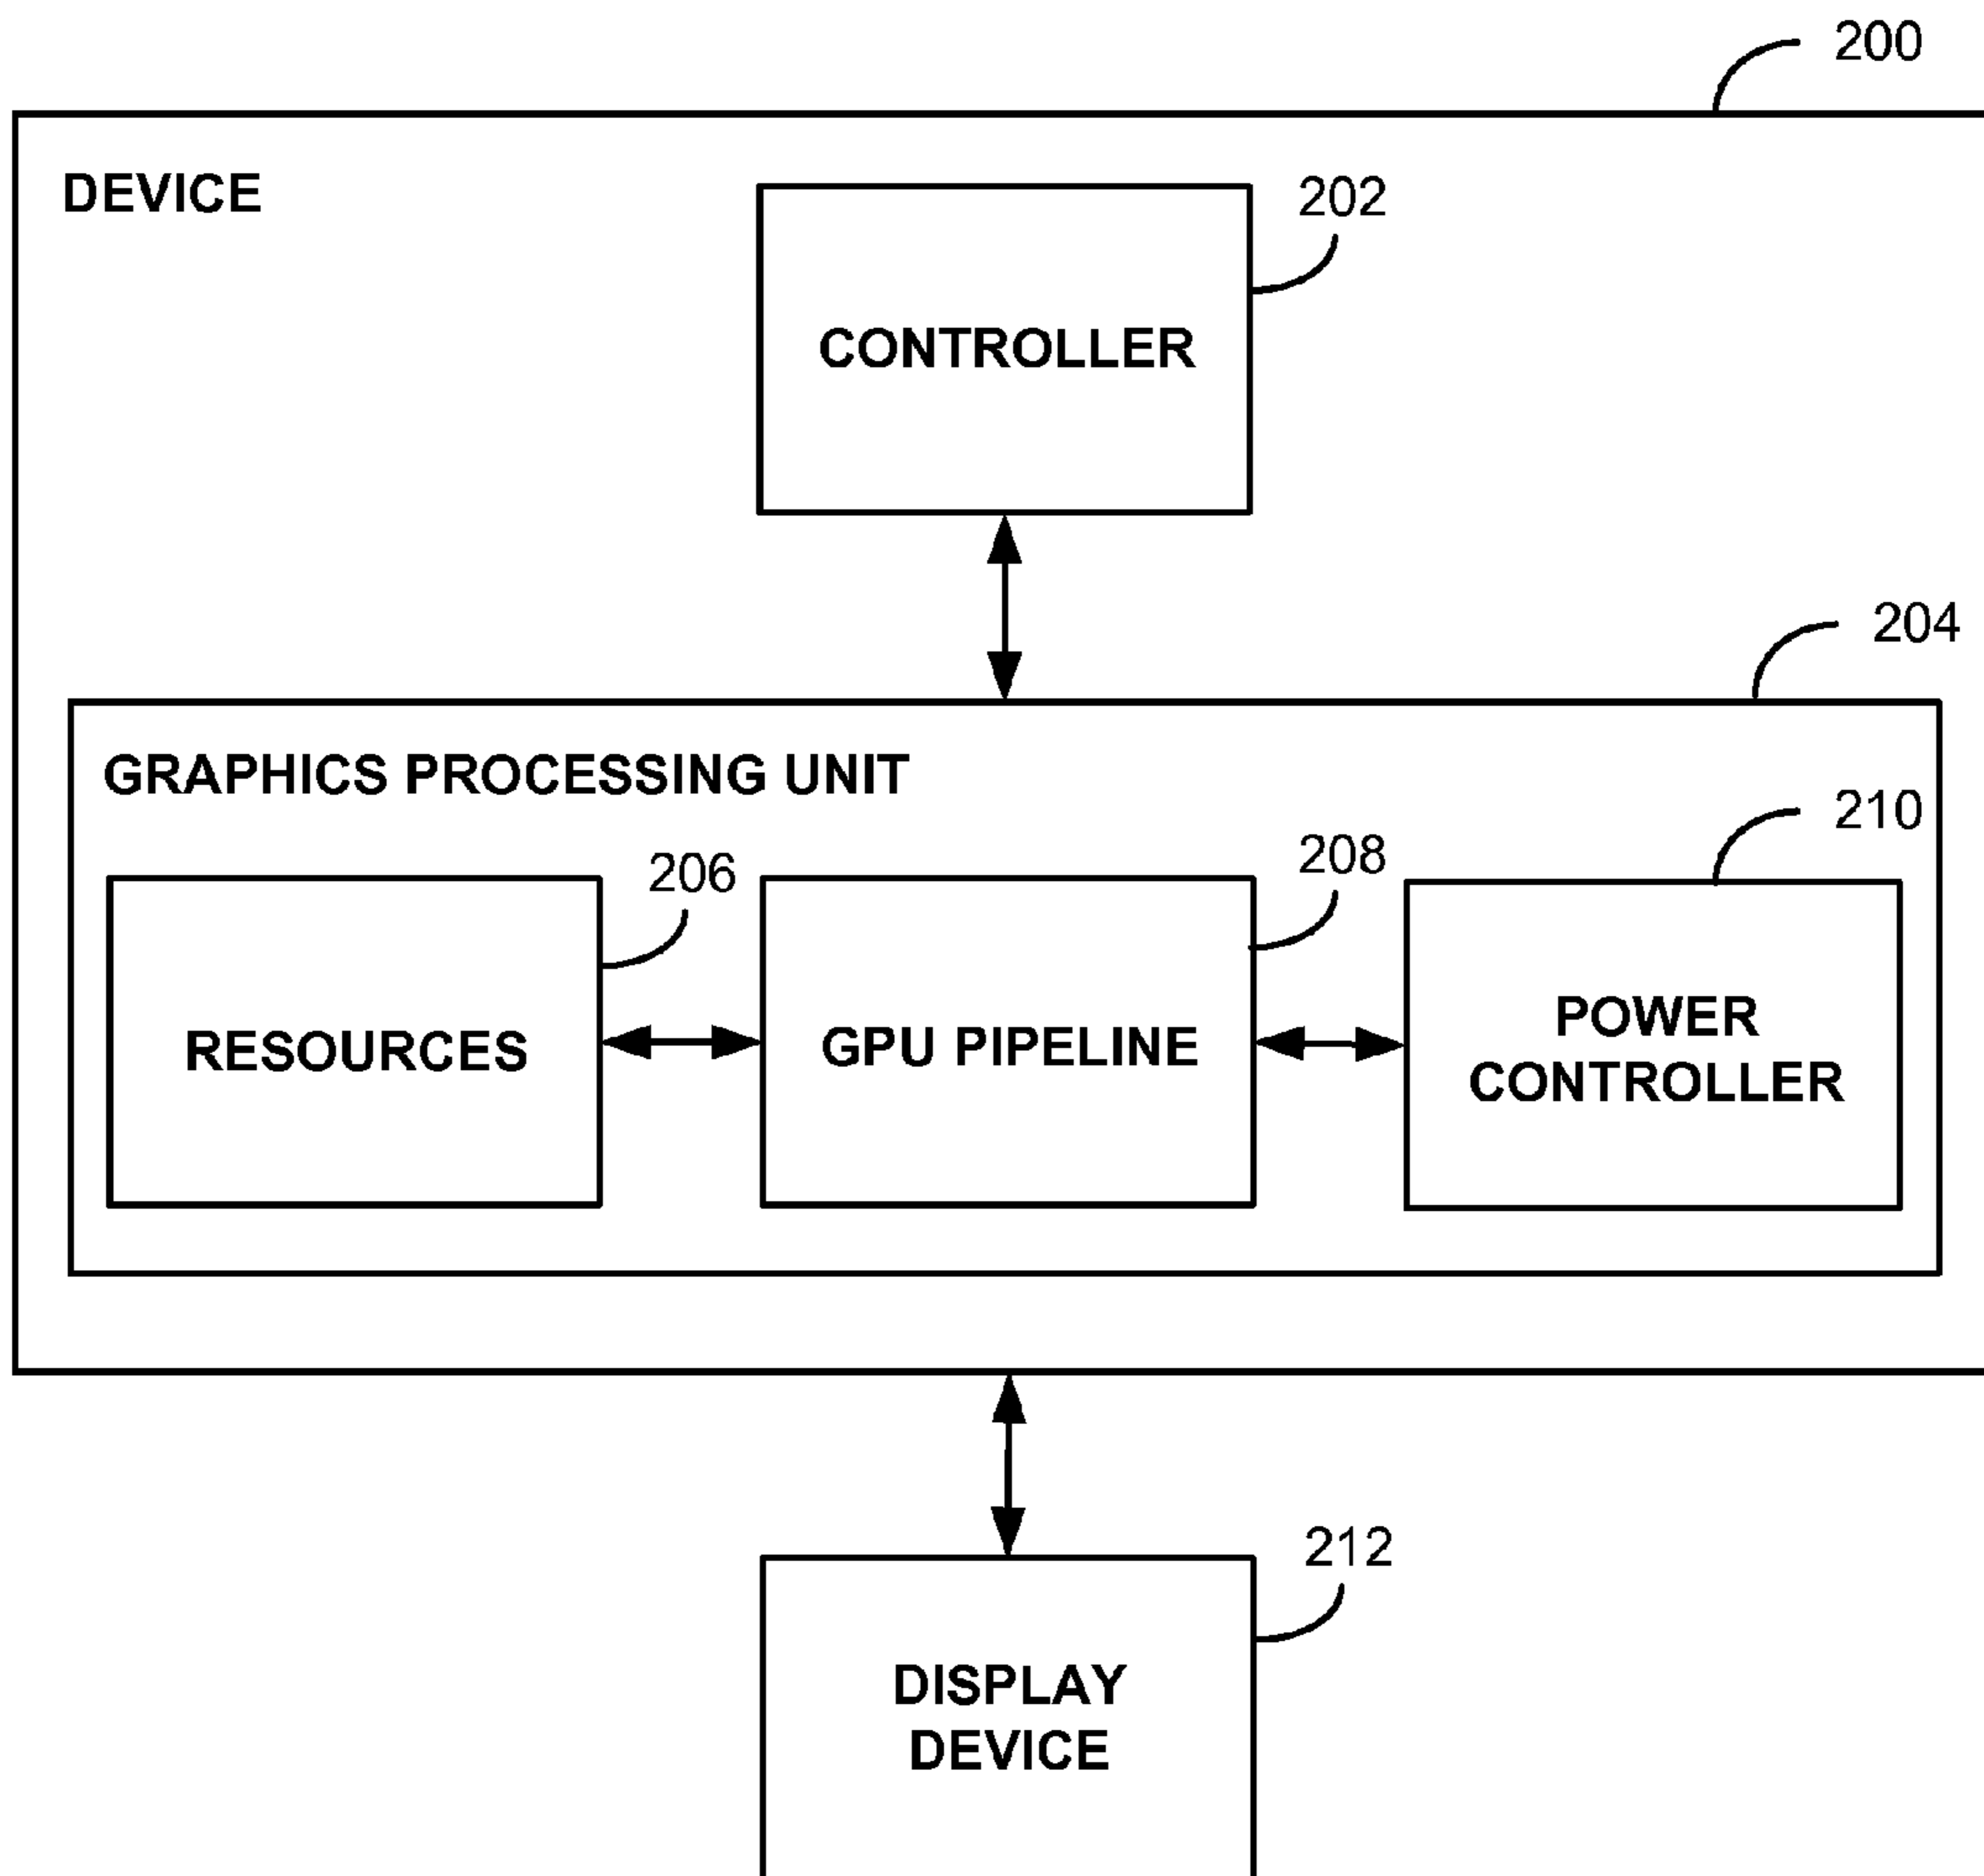 200
DEVICE
202
CONTROLLER
204
GRAPHICS PROCESSING UNIT
210
208
206
RESOURCES
GPU PIPELINE
POWER
CONTROLLER
212
DISPLAY
DEVICE